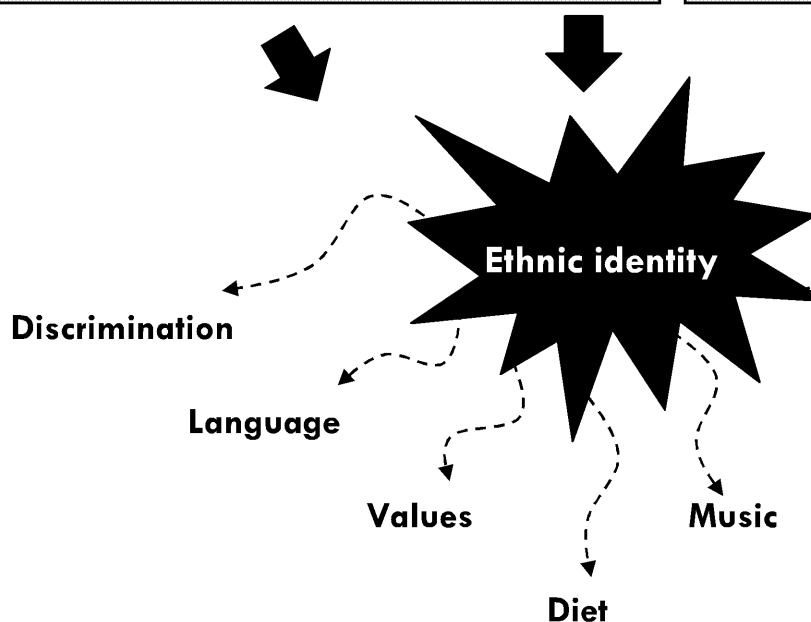 Ethnic identity
Discrimination
Language
Values
Music
Diet